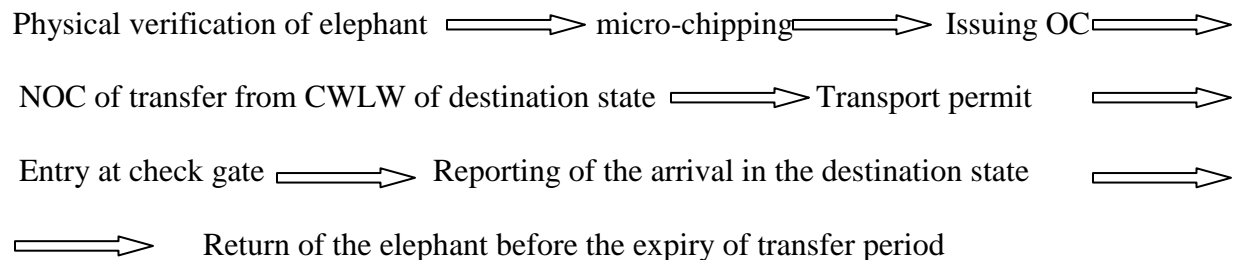 Physical verification of elephant micro-chipping Issuing OC
NOC of transfer from CWLW of destination state Transport permit
Entry at check gate Reporting of the arrival in the destination state
Return of the elephant before the expiry of transfer period